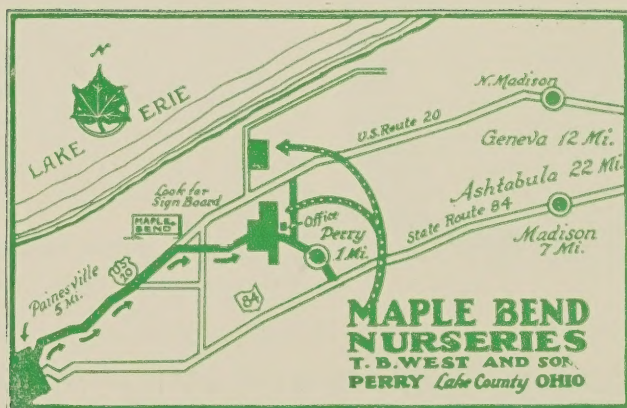 N
LAKE ERIE
N. Madison
U.S. Route 20
Geneva 12 Mi.
Ashtabula 22 Mi.
State Route 84
Madison
7 Mi.
Look for
Sign Board
MAPLE
BEND
Office
Perry
1 Mi.
US
Painesville
5 Mi.
84
MAPLE BEND
NURSERIES
T. B. WEST AND SON
PERRY Lake County OHIO